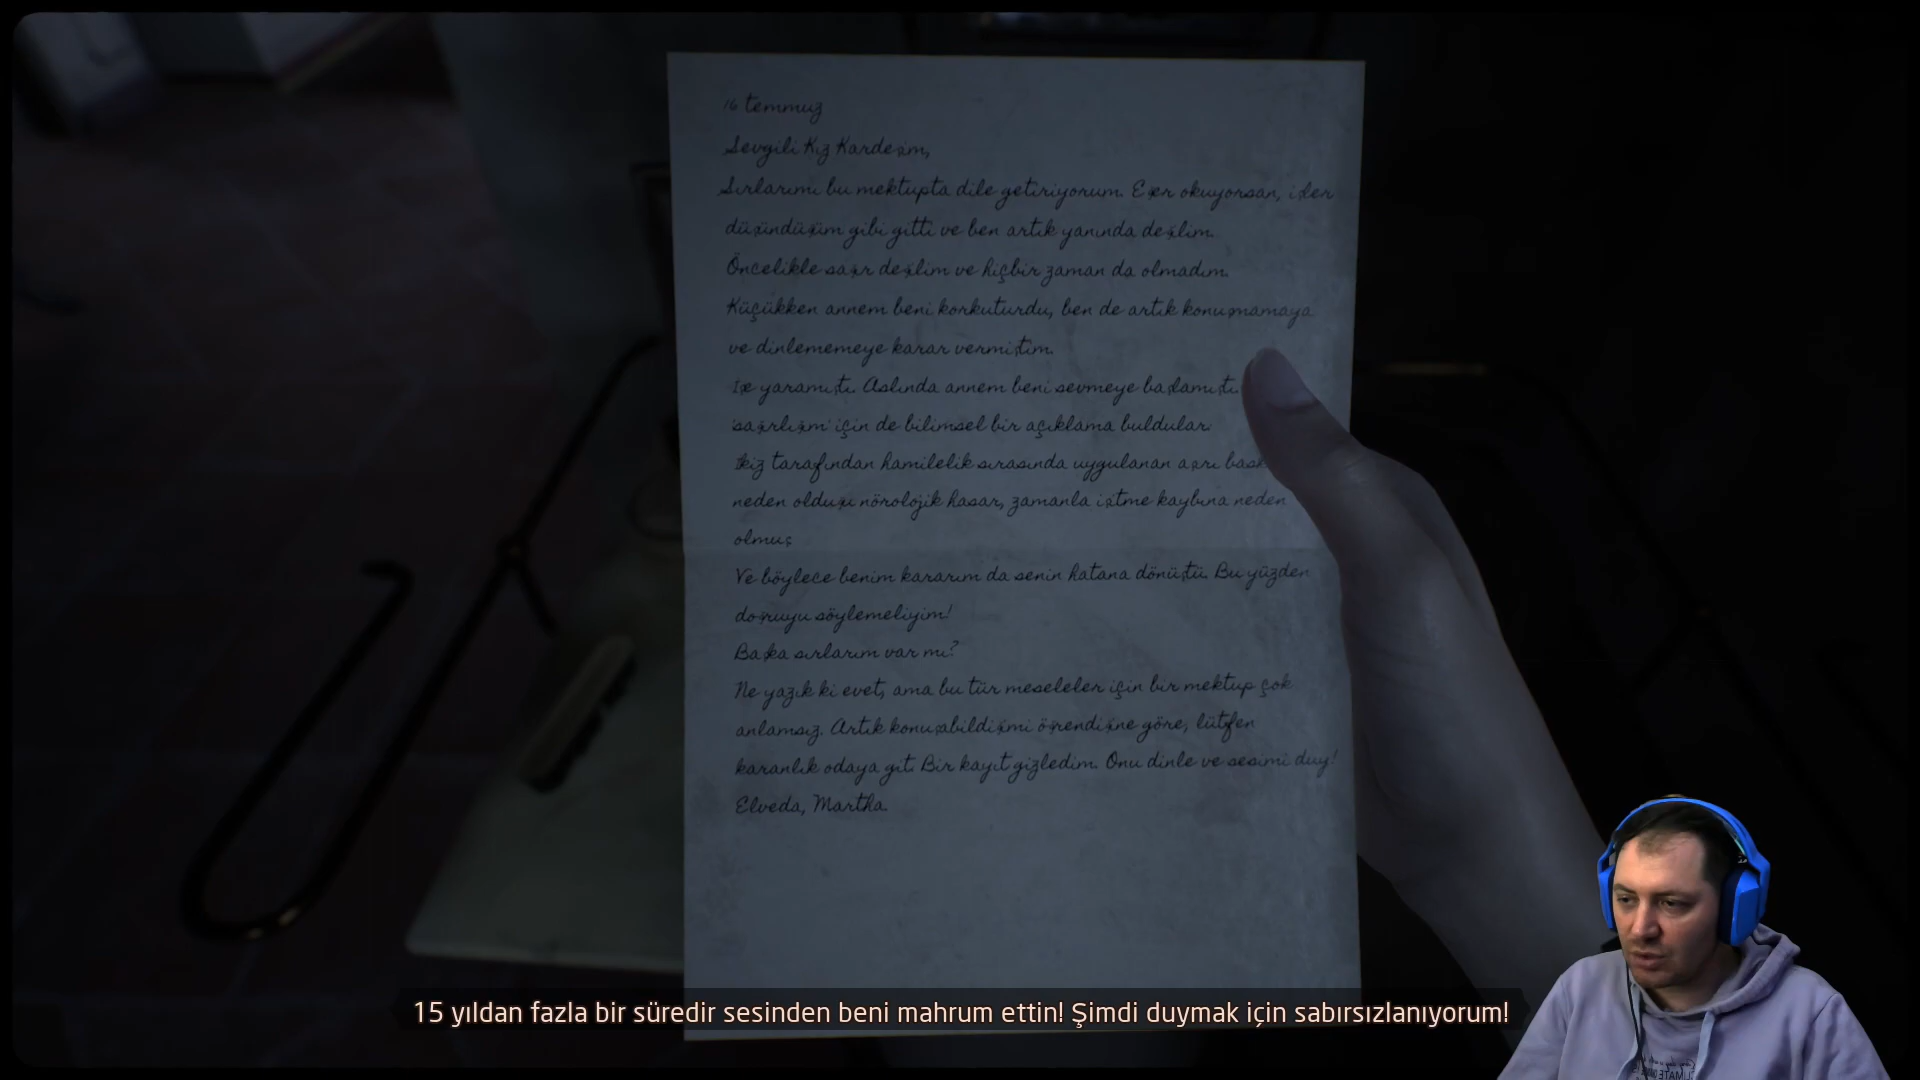 16 temmuz
Sevgili Kız Kardeşim,
Sırlarımı bu mektupta dile getiriyorum. Eğer okuyorsan, işler
düşündüğüm gibi gitti ve ben artık yanında değilim.
Öncelikle sağır değilim ve hiçbir zaman da olmadım.
Küçükken annem beni korkuturdu, ben de artık konuşmamaya
ve dinlememeye karar vermiştim.
İşe yaramıştı. Aslında annem beni sevmeye başlamıştı.
'sağırlığım' için de bilimsel bir açıklama buldular:
İkiz tarafından hamilelik sırasında uygulanan aşırı
neden olduğu nörolojik hasar, zamanla işitme kaybına neden
olmuş
Ve böylece benim kararım da senin hatana dönüştü. Bu yüzden
doğruyu söylemeliyim!
Başka sırlarım var mı?
Ne yazık ki evet, ama bu tür meseleler için bir mektup çok
anlamsız. Artık konuşabildiğimi öğrendiğine göre, lütfen
karanlık odaya git. Bir kayıt gizledim. Onu dinle ve sesimi duy!
Elveda, Martha.
15 yıldan fazla bir süredir sesinden beni mahrum ettin! Şimdi duymak için sabırsızlanıyorum!